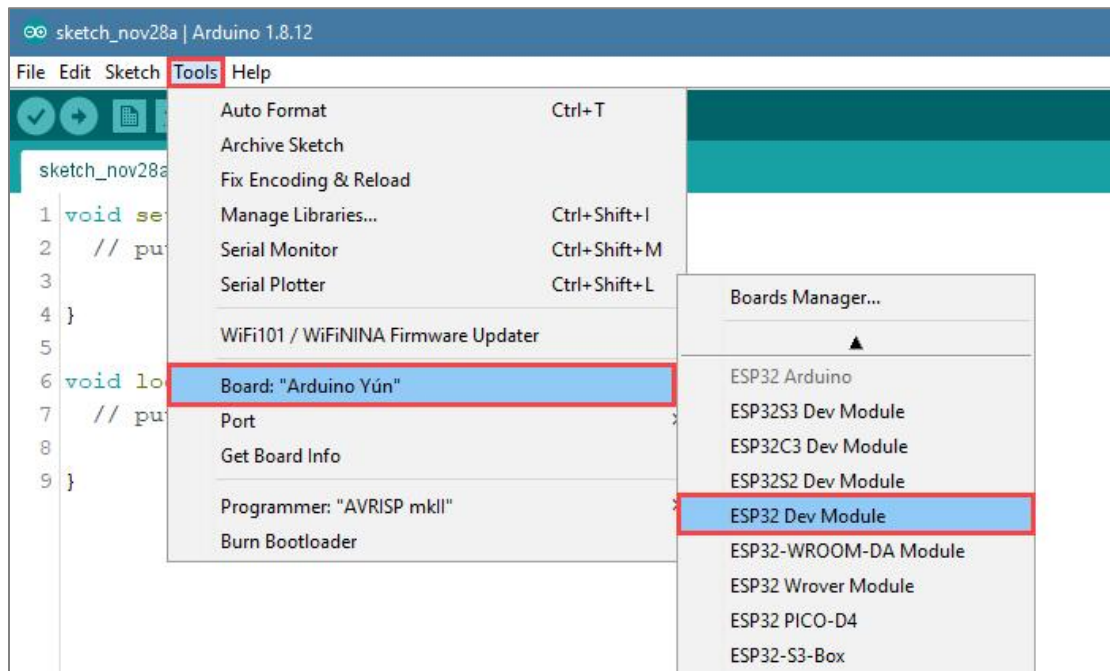 sketch_nov28a | Arduino 1.8.12
File Edit Sketch Tools Help
Auto Format Ctrl+T
Archive Sketch
Fix Encoding & Reload
Manage Libraries... Ctrl+Shift+I
Serial Monitor Ctrl+Shift+M
Serial Plotter Ctrl+Shift+L
WiFi101 / WiFiNINA Firmware Updater
Board: "Arduino Yún"
Port
Get Board Info
Programmer: "AVRISP mkII"
Burn Bootloader
Boards Manager...
ESP32 Arduino
ESP32S3 Dev Module
ESP32C3 Dev Module
ESP32S2 Dev Module
ESP32 Dev Module
ESP32-WROOM-DA Module
ESP32 Wrover Module
ESP32 PICO-D4
ESP32-S3-Box
sketch_nov28a
1 void se
2 // pu
3
4 }
5
6 void lo
7 // pu
8
9 }